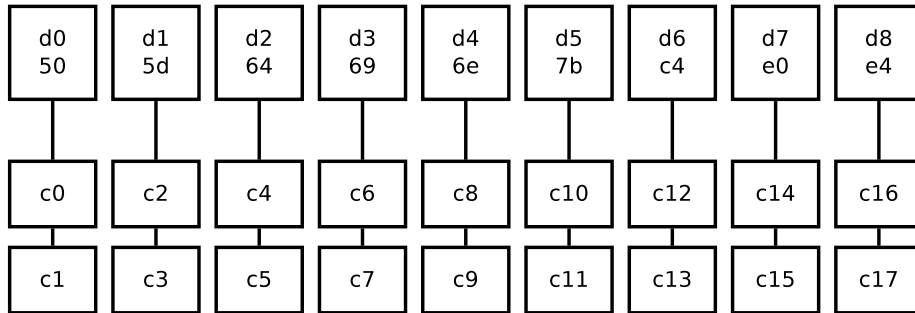 d0 d1 d2 d3 d4 d5 d6 d7 d8
50 5d 64 69 6e 7b c4 e0 e4
c0 c2 c4 c6 c8 c10 c12 c14 c16
c1 c3 c5 c7 c9 c11 c13 c15 c17